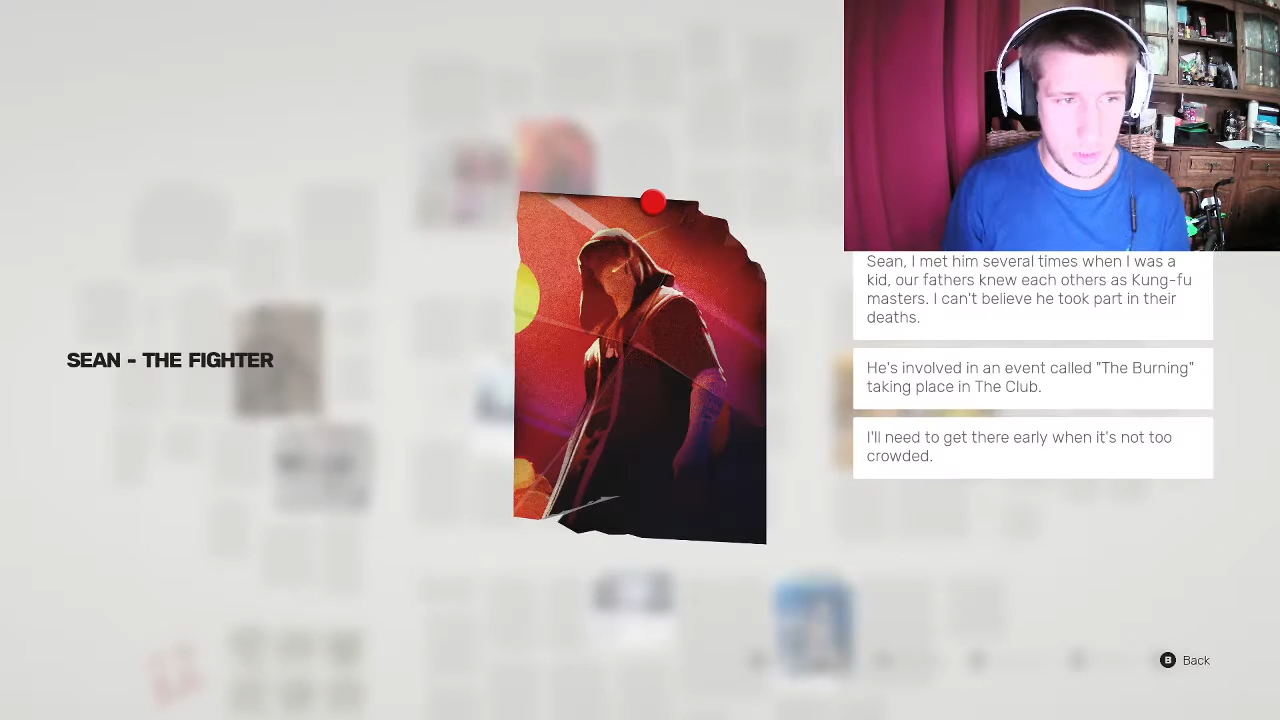 SEAN - THE FIGHTER
Sean, I met him several times when I was a
kid, our fathers knew each others as Kung-fu
masters. I can't believe he took part in their
deaths.
He's involved in an event called "The Burning"
taking place in The Club.
I'll need to get there early when it's not too
crowded.
B Back